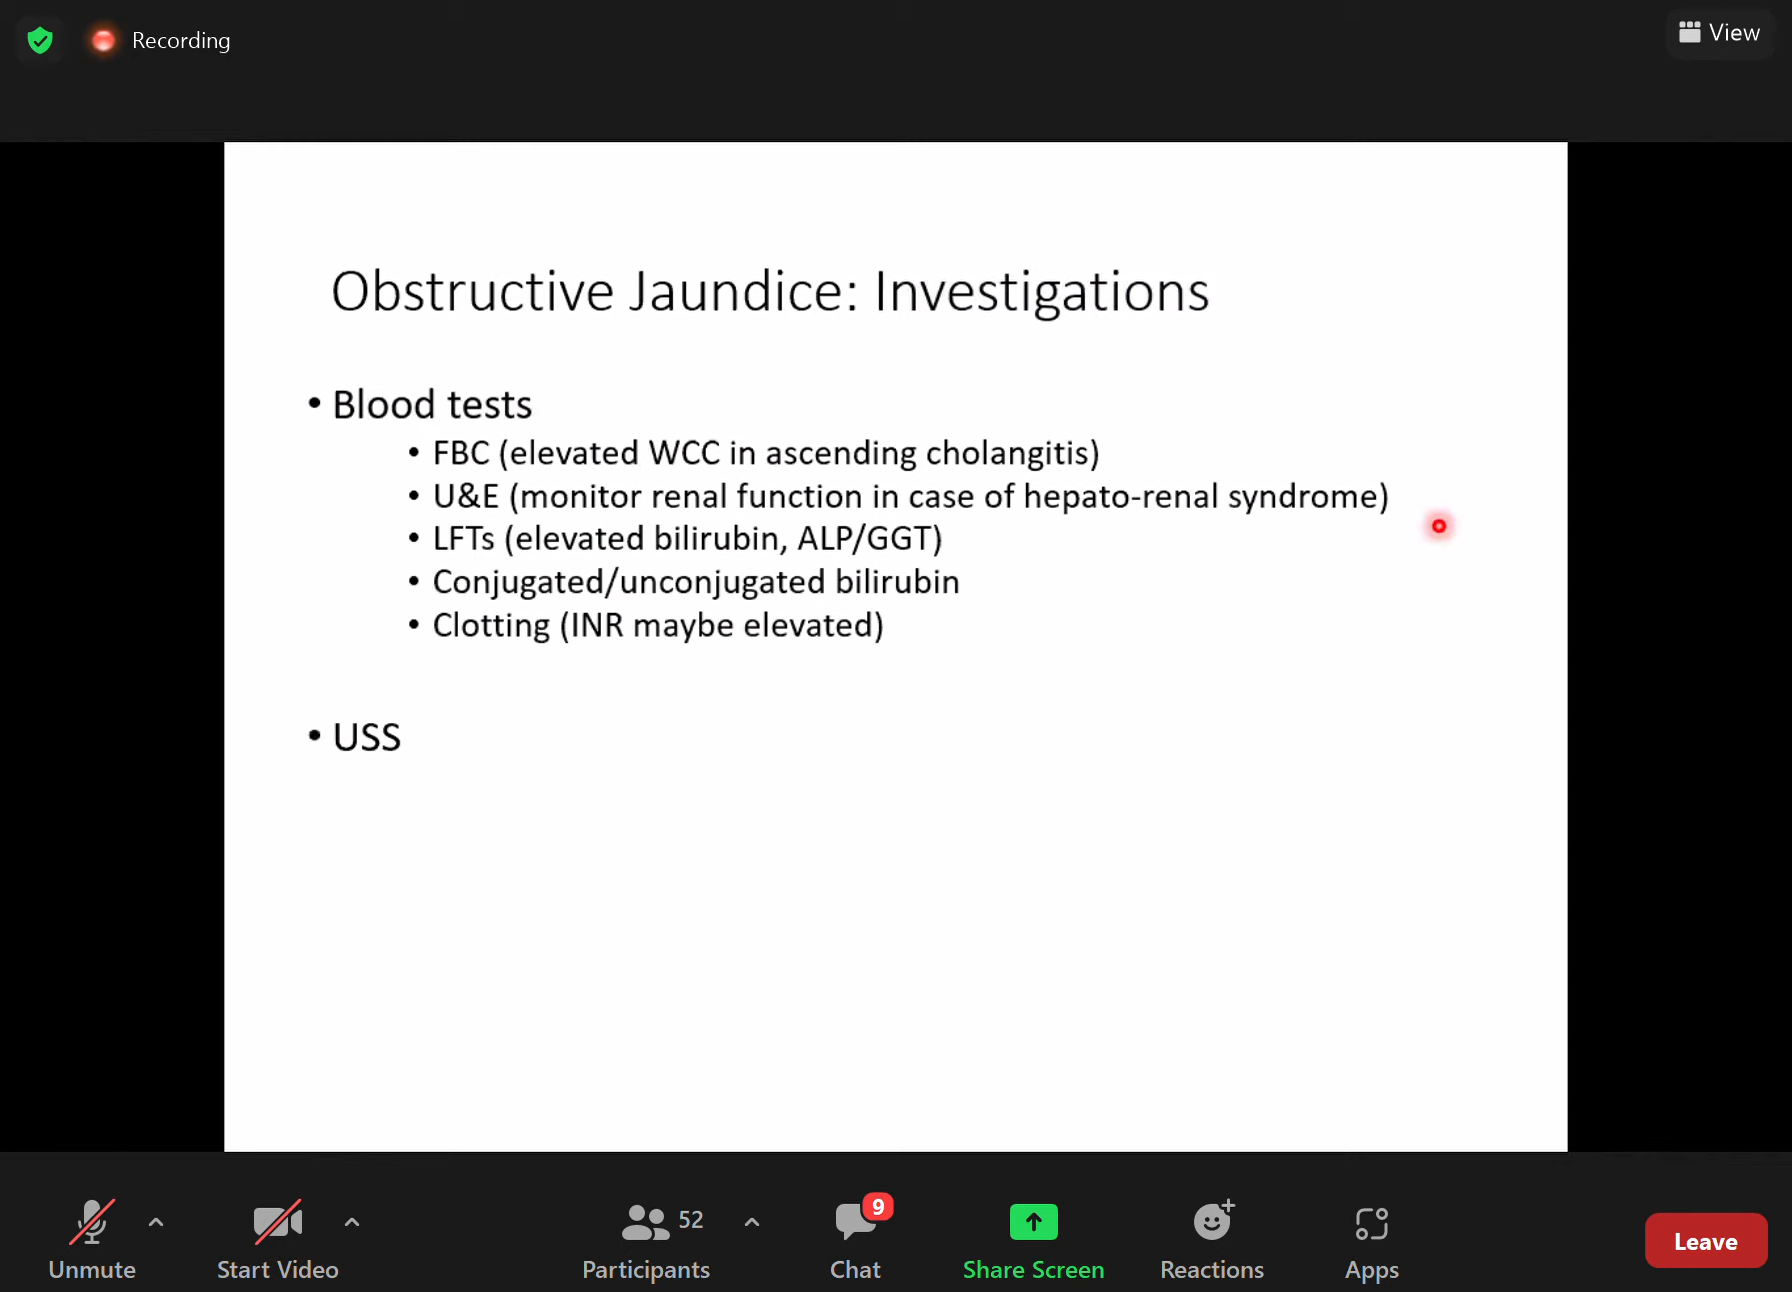 Recording
View
Obstructive Jaundice: Investigations
• Blood tests
• FBC (elevated WCC in ascending cholangitis)
• U&E (monitor renal function in case of hepato-renal syndrome)
• LFTs (elevated bilirubin, ALP/GGT)
• Conjugated/unconjugated bilirubin
• Clotting (INR maybe elevated)
• USS
52
9
Unmute
Start Video
Participants
Chat
Share Screen
Reactions
Apps
Leave